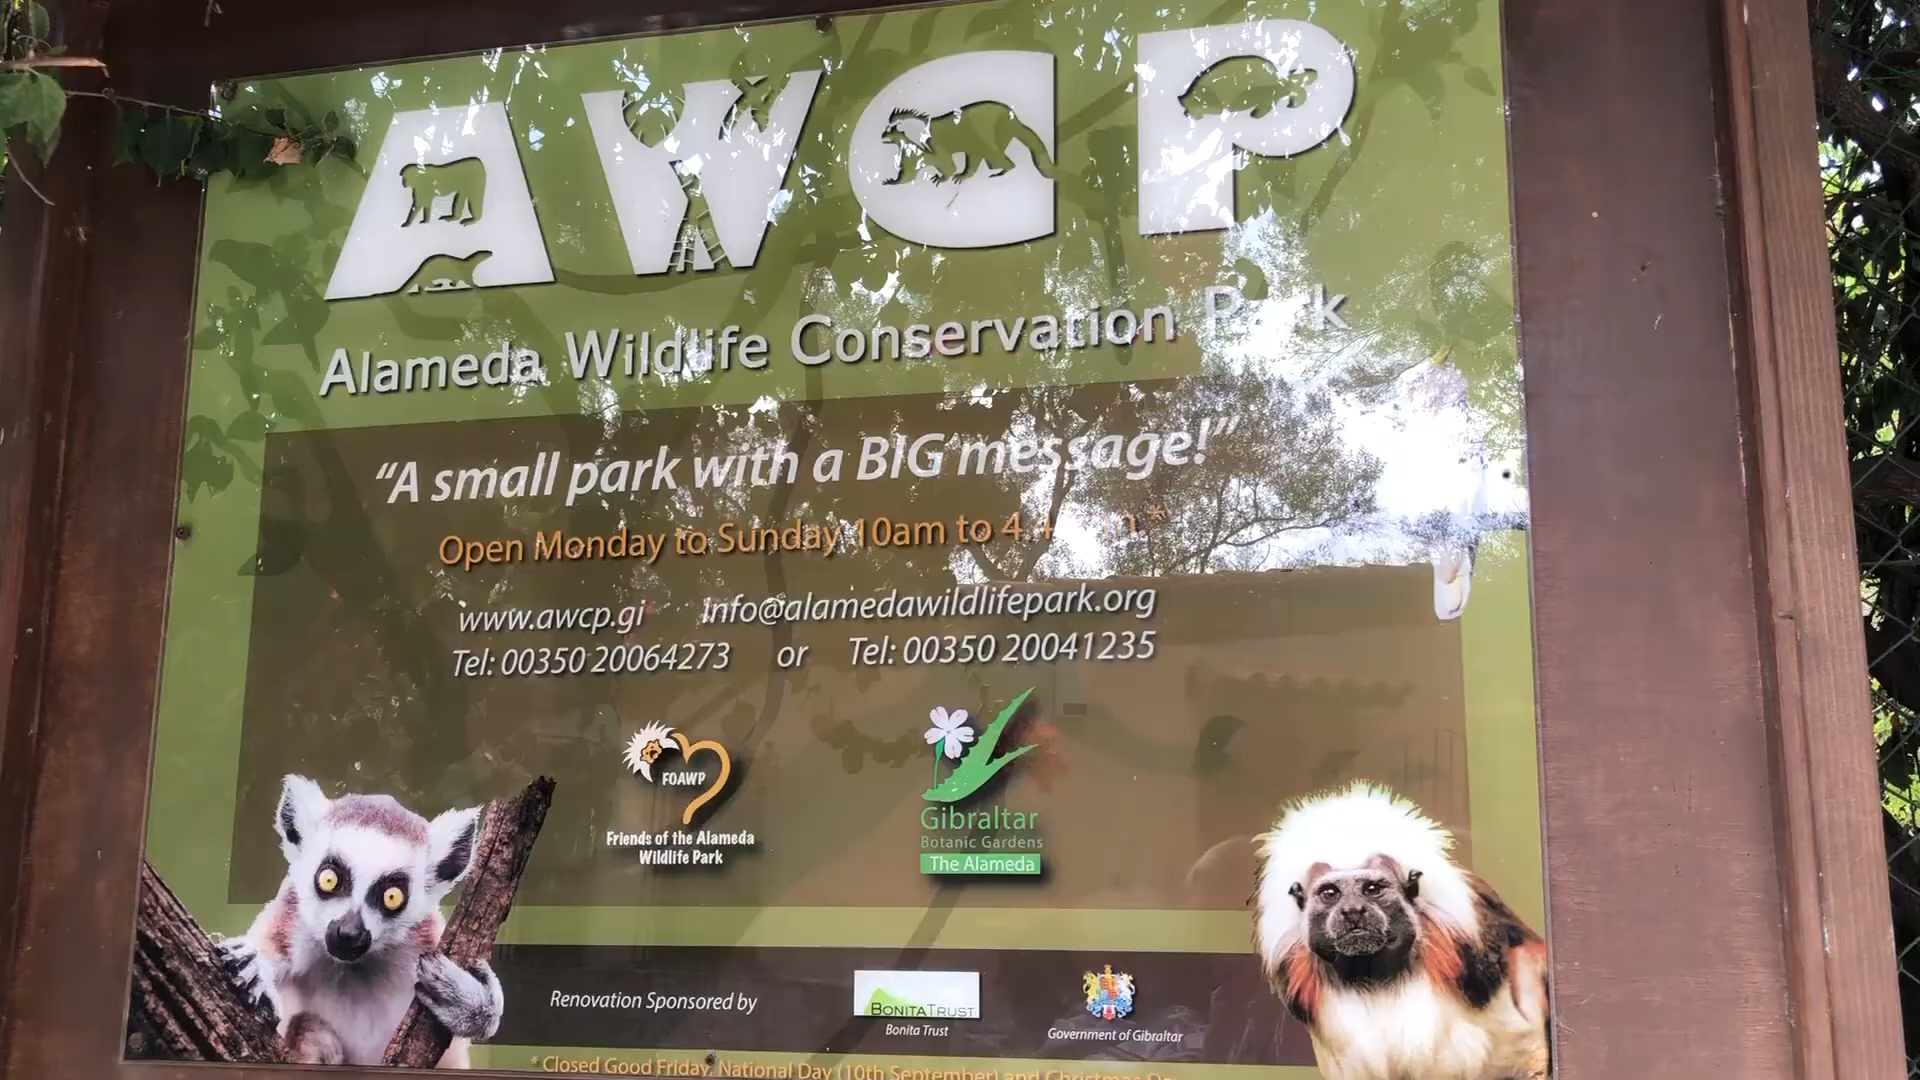 AWCP
Alameda Wildlife Conservation Park
“A small park with a BIG message!”
Open Monday to Sunday 10am to
www.awcp.gi info@alamedawildlifepark.org
Tel: 00350 20064273 or Tel: 00350 20041235
FOAWP
Friends of the Alameda
Wildlife Park
Gibraltar
Botanic Gardens
The Alameda
Renovation Sponsored by
BONITATRUST
Bonita Trust
Government of Gibraltar
* Closed Good Friday, National Day (10th September) and Christmas